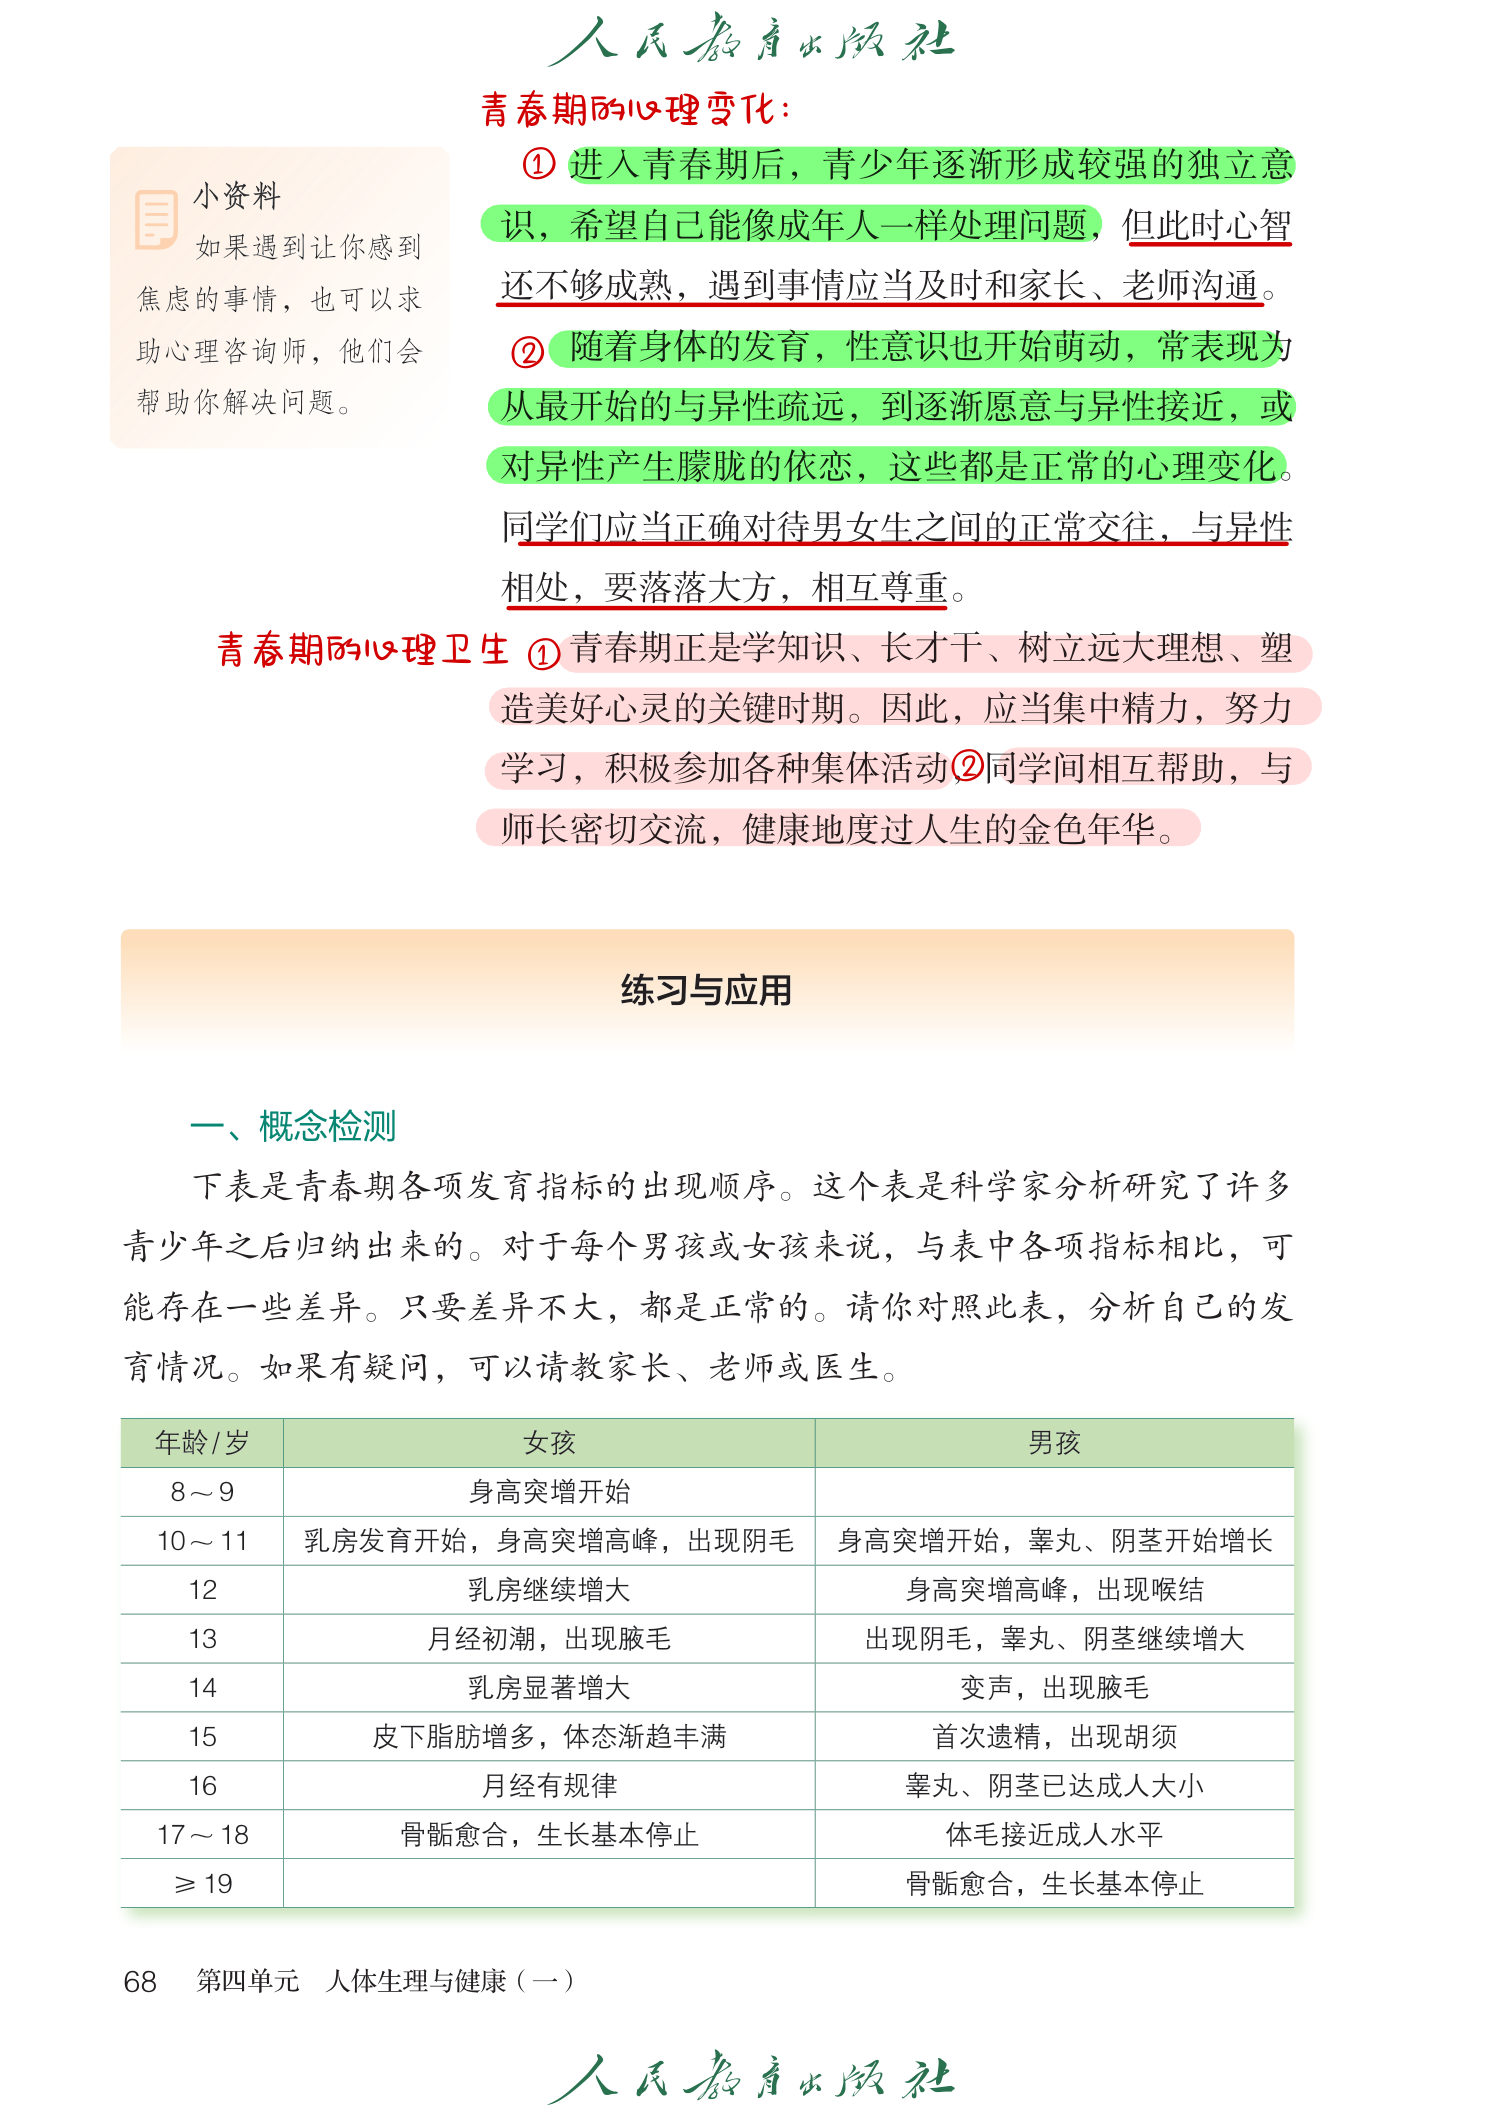 人民教育出版社
青春期的心理变化：
① 进入青春期后，青少年逐渐形成较强的独立意
识，希望自己能像成年人一样处理问题，但此时心智
还不够成熟，遇到事情应当及时和家长、老师沟通。
② 随着身体的发育，性意识也开始萌动，常表现为
从最开始的与异性疏远，到逐渐愿意与异性接近，或
对异性产生朦胧的依恋，这些都是正常的心理变化。
同学们应当正确对待男女生之间的正常交往，与异性
相处，要落落大方，相互尊重。
小资料
如果遇到让你感到
焦虑的事情，也可以求
助心理咨询师，他们会
帮助你解决问题。
青春期的心理卫生 ① 青春期正是学知识、长才干、树立远大理想、塑
造美好心灵的关键时期。因此，应当集中精力，努力
学习，积极参加各种集体活动，②同学间相互帮助，与
师长密切交流，健康地度过人生的金色年华。
练习与应用
一、概念检测
下表是青春期各项发育指标的出现顺序。这个表是科学家分析研究了许多
青少年之后归纳出来的。对于每个男孩或女孩来说，与表中各项指标相比，可
能存在一些差异。只要差异不大，都是正常的。请你对照此表，分析自己的发
育情况。如果有疑问，可以请教家长、老师或医生。
年龄/岁 女孩 男孩
8～9 身高突增开始
10～11 乳房发育开始，身高突增高峰，出现阴毛 身高突增开始，睾丸、阴茎开始增长
12 乳房继续增大 身高突增高峰，出现喉结
13 月经初潮，出现腋毛 出现阴毛，睾丸、阴茎继续增大
14 乳房显著增大 变声，出现腋毛
15 皮下脂肪增多，体态渐趋丰满 首次遗精，出现胡须
16 月经有规律 睾丸、阴茎已达成人大小
17～18 骨骺愈合，生长基本停止 体毛接近成人水平
≥19 骨骺愈合，生长基本停止
68 第四单元 人体生理与健康（一）
人民教育出版社